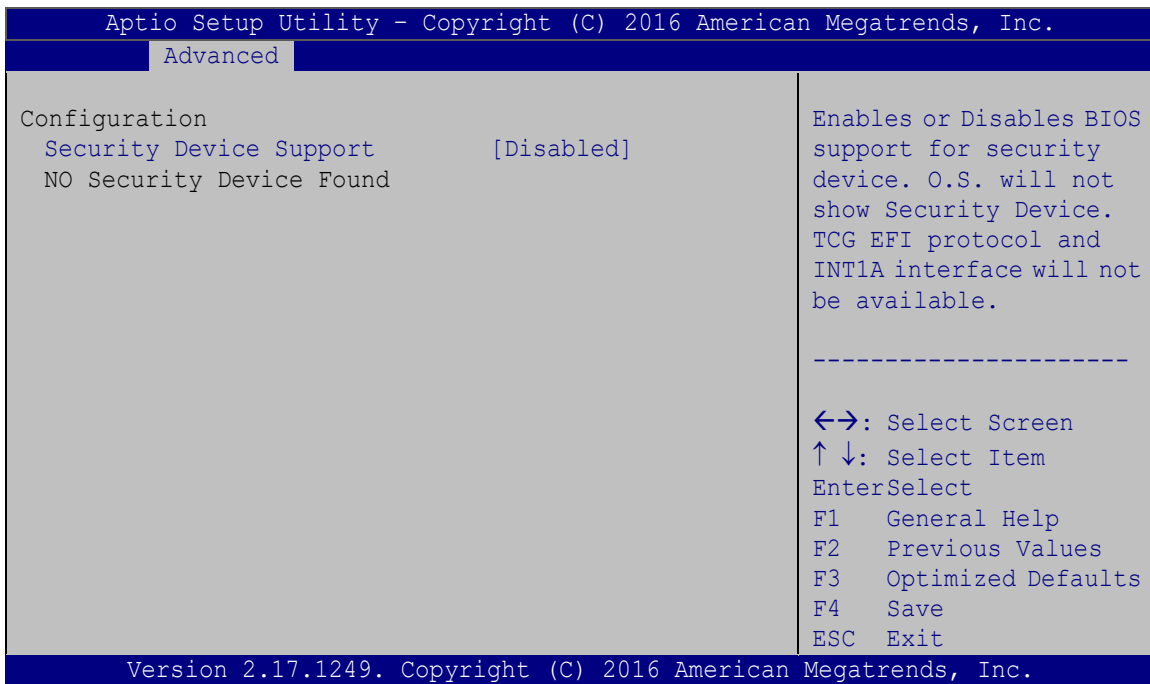 Aptio Setup Utility – Copyright (C) 2016 American Megatrends, Inc.
Advanced
Configuration
Security Device Support [Disabled]
NO Security Device Found
Enables or Disables BIOS
support for security
device. O.S. will not
show Security Device.
TCG EFI protocol and
INT1A interface will not
be available.
----------------------
←→: Select Screen
↑ ↓: Select Item
EnterSelect
F1 General Help
F2 Previous Values
F3 Optimized Defaults
F4 Save
ESC Exit
Version 2.17.1249. Copyright (C) 2016 American Megatrends, Inc.